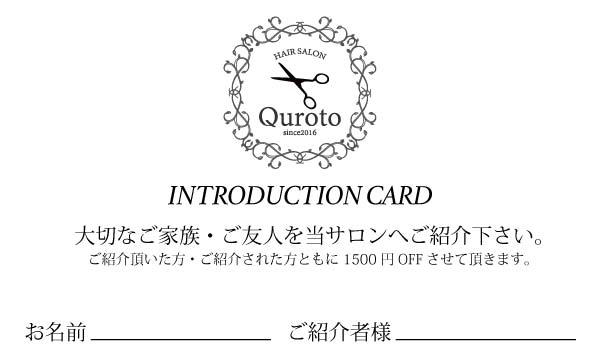 HAIR SALON
Quroto
since2016
INTRODUCTION CARD
大切なご家族・ご友人を当サロンへご紹介下さい。
ご紹介頂いた方・ご紹介された方ともに 1500 円 OFF させて頂きます。
お名前
ご紹介者様